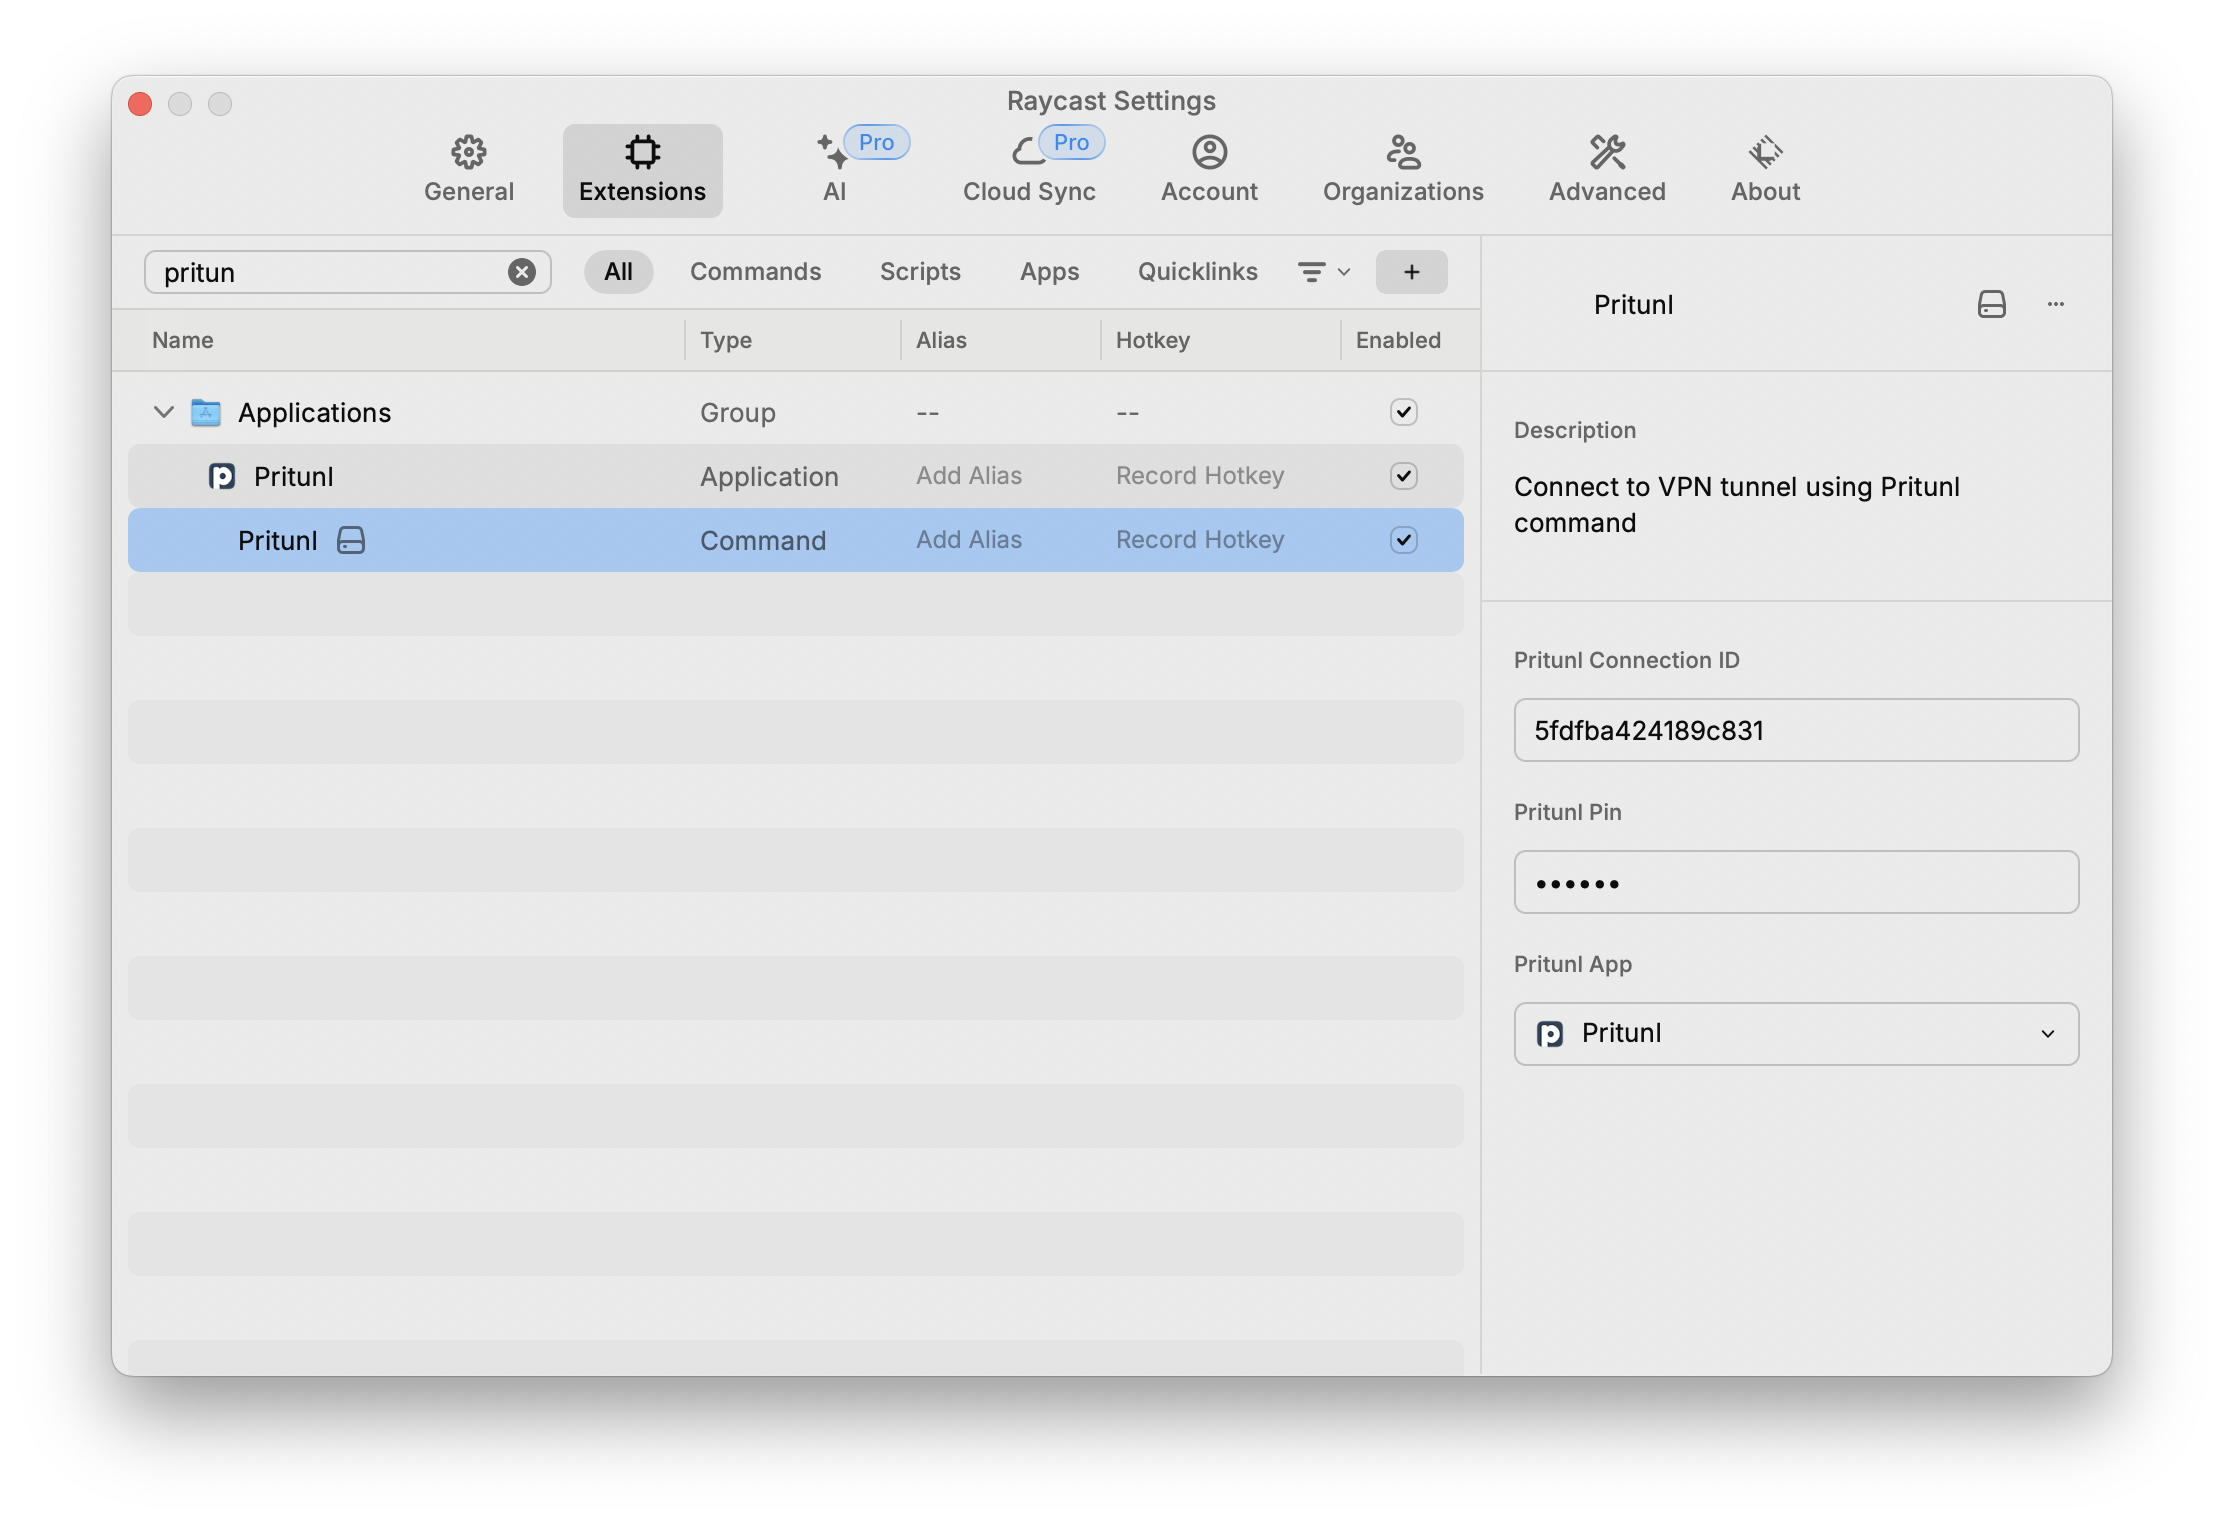 Raycast Settings
General
Extensions
Pro
AI
Pro
Cloud Sync
Account
Organizations
Advanced
About
pritun
All
Commands
Scripts
Apps
Quicklinks
+
Name Type Alias Hotkey Enabled
Applications Group -- --
Pritunl Application Add Alias Record Hotkey
Pritunl Command Add Alias Record Hotkey
Pritunl
Description
Connect to VPN tunnel using Pritunl
command
Pritunl Connection ID
5fdfba424189c831
Pritunl Pin
••••••
Pritunl App
Pritunl